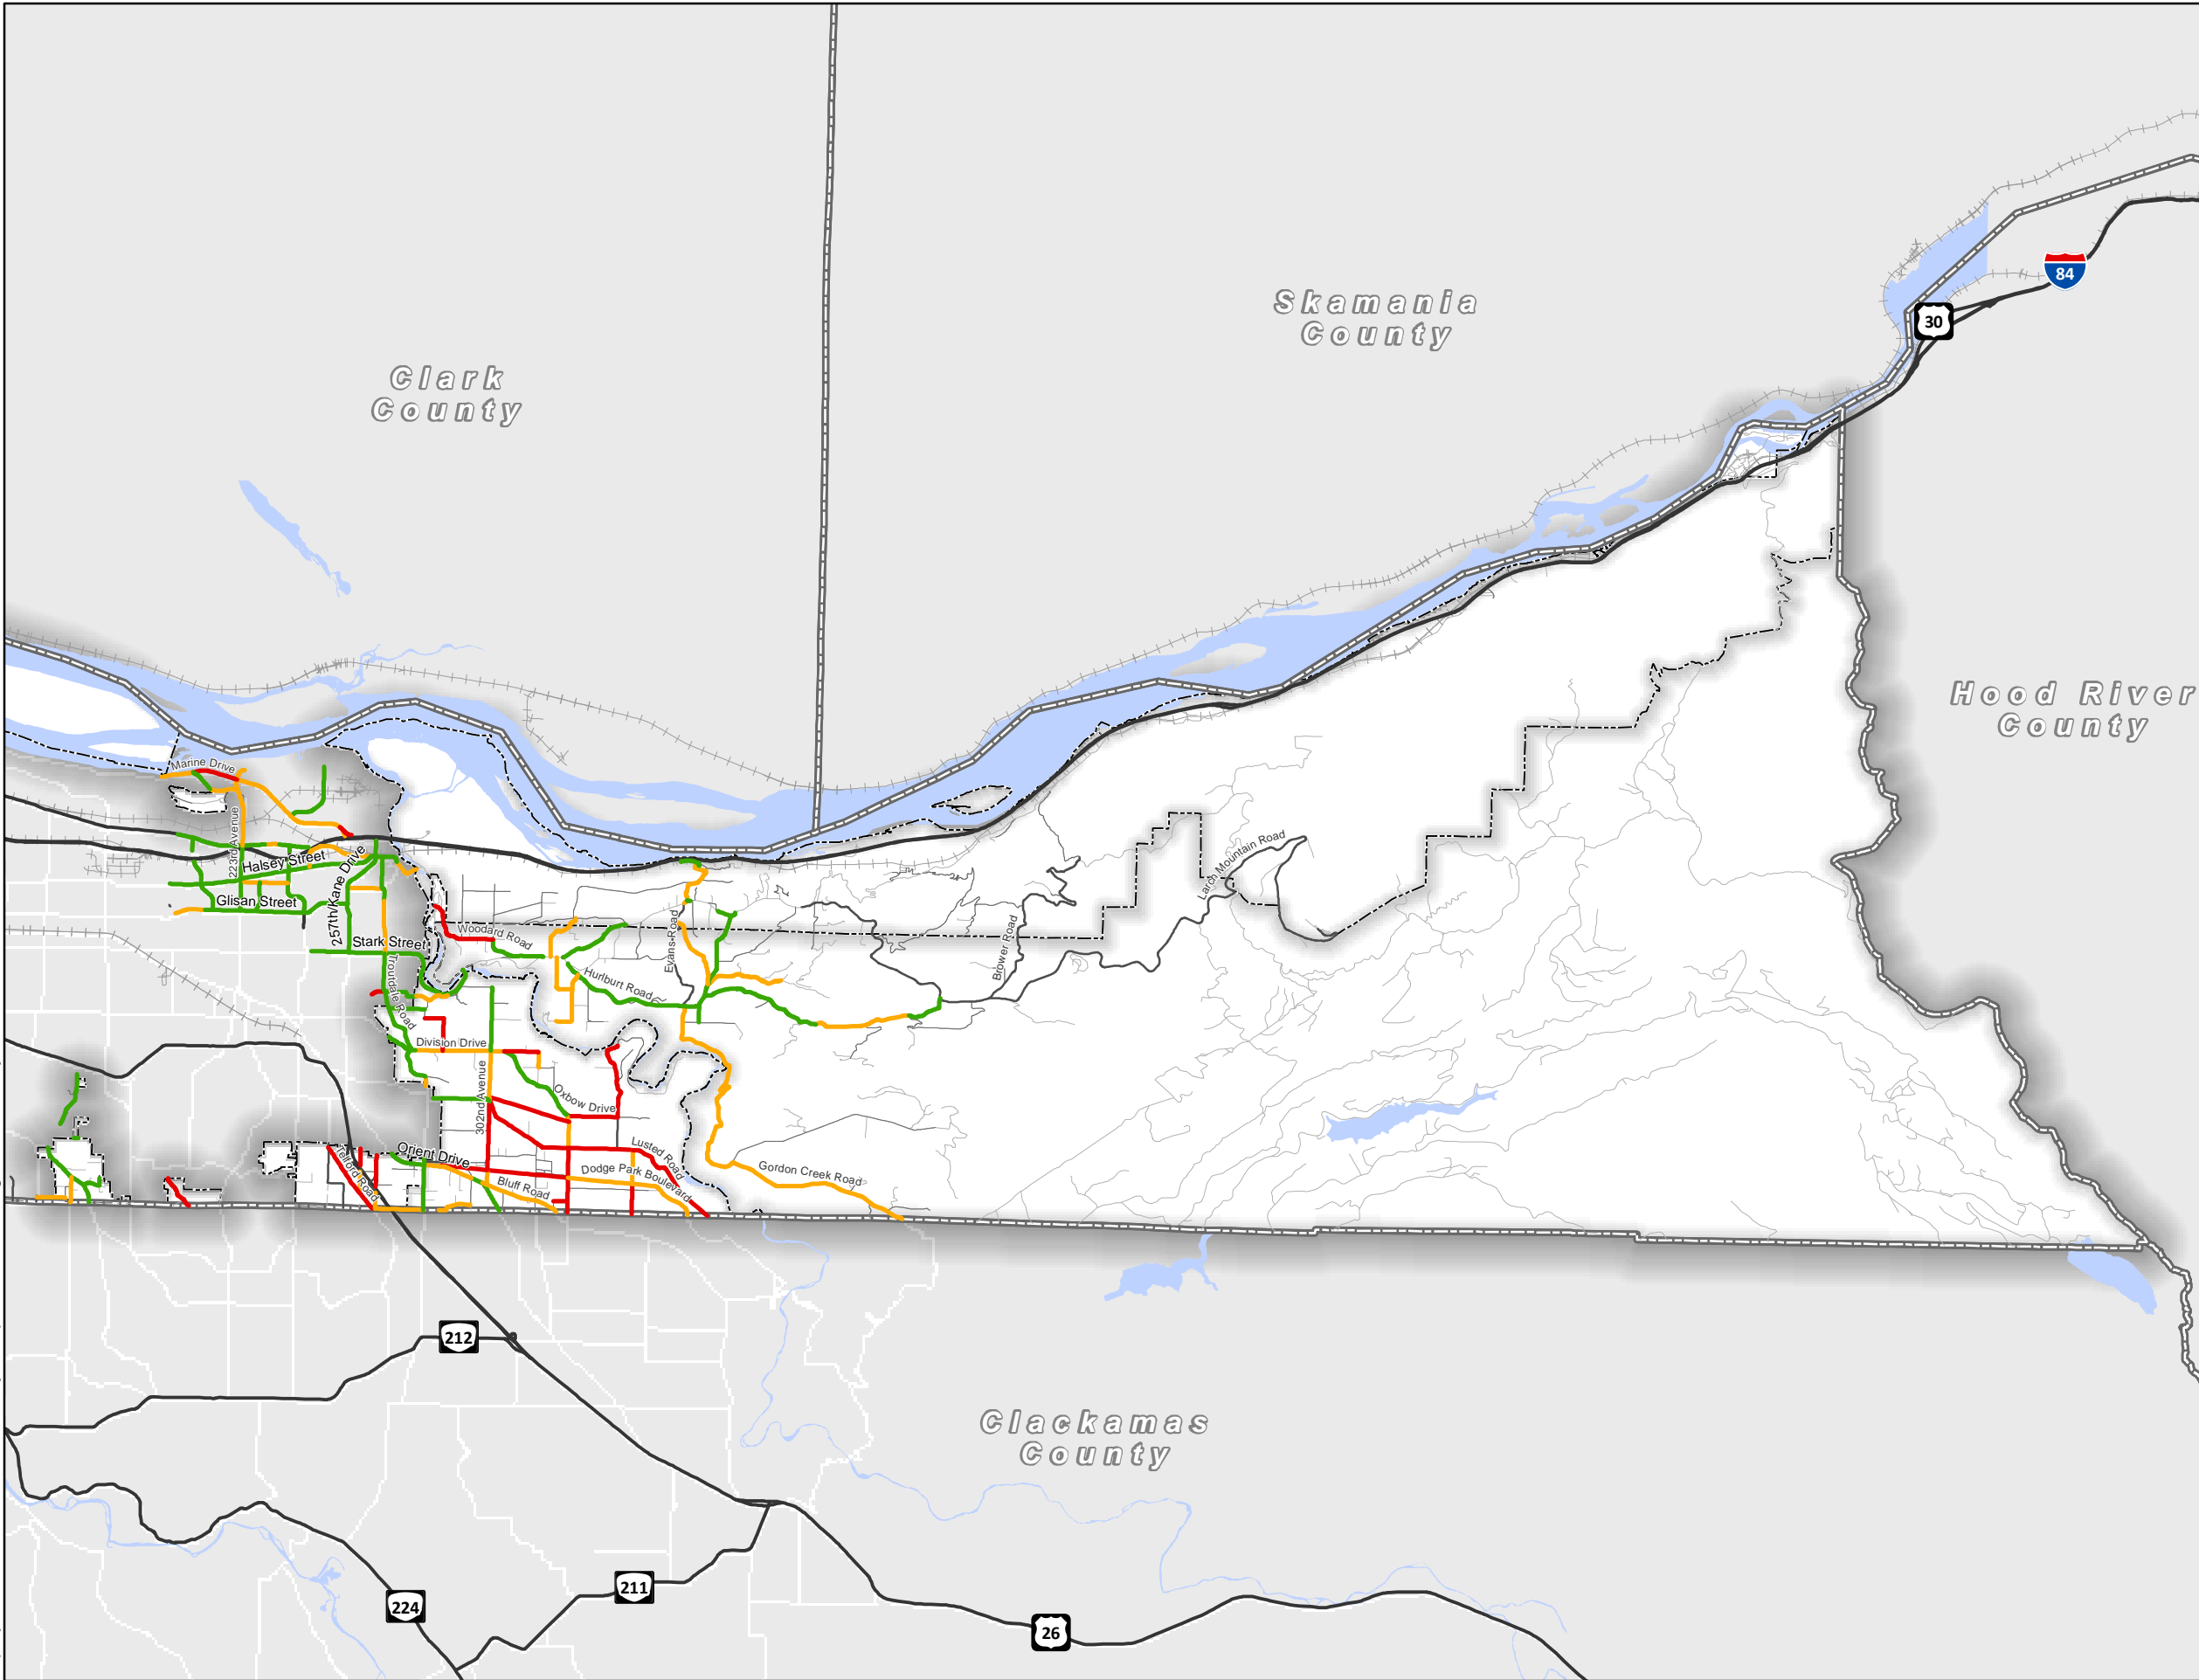 84
30
Skamania
County
Clark
County
Hood River
County
Marine Drive
223rd Avenue
Halsey Street
257th/Kane Drive
Larch Mountain Road
Glisan Street
Stark Street
Woodard Road
Evans Road
Brower Road
Troutdale Road
Hurlburt Road
Division Drive
302nd Avenue
Oxbow Drive
Orient Drive
Telford Road
Lusted Road
Dodge Park Boulevard
Bluff Road
Gordon Creek Road
212
Clackamas
County
211
224
26